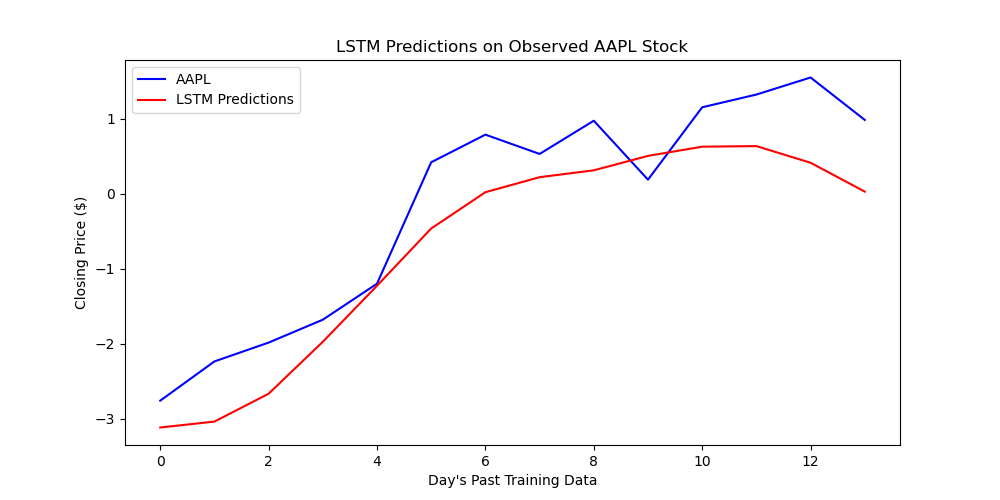 LSTM Predictions on Observed AAPL Stock
AAPL
LSTM Predictions
Closing Price ($)
1
0
−1
−2
−3
0 2 4 6 8 10 12
Day's Past Training Data